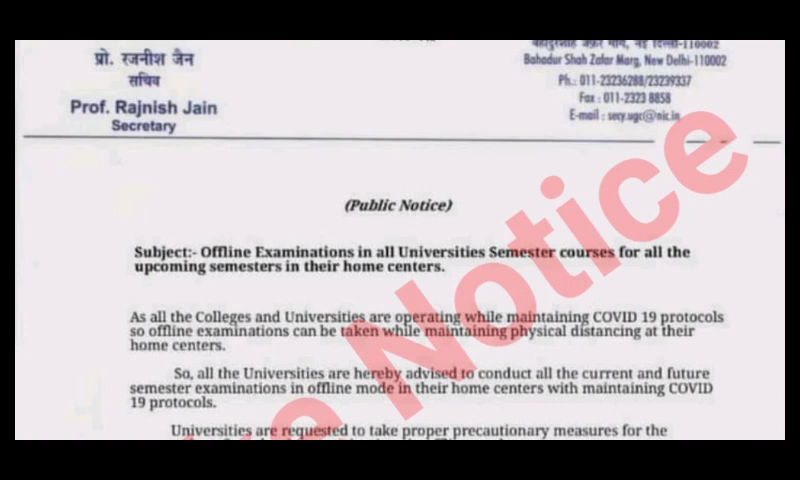 प्रो. रजनीश जैन
सचिव
Prof. Rajnish Jain
Secretary
बहादुरशाह ज़फ़र मार्ग, नई दिल्ली-110002
Bahadur Shah Zafar Marg, New Delhi-110002
Ph.: 011-23236288/23239337
Fax : 011-2323 8858
E-mail : secy.ugc@nic.in
(Public Notice)
Subject:- Offline Examinations in all Universities Semester courses for all the
upcoming semesters in their home centers.
As all the Colleges and Universities are operating while maintaining COVID 19 protocols
so offline examinations can be taken while maintaining physical distancing at their
home centers.
So, all the Universities are hereby advised to conduct all the current and future
semester examinations in offline mode in their home centers with maintaining COVID
19 protocols.
Universities are requested to take proper precautionary measures for the
Notice